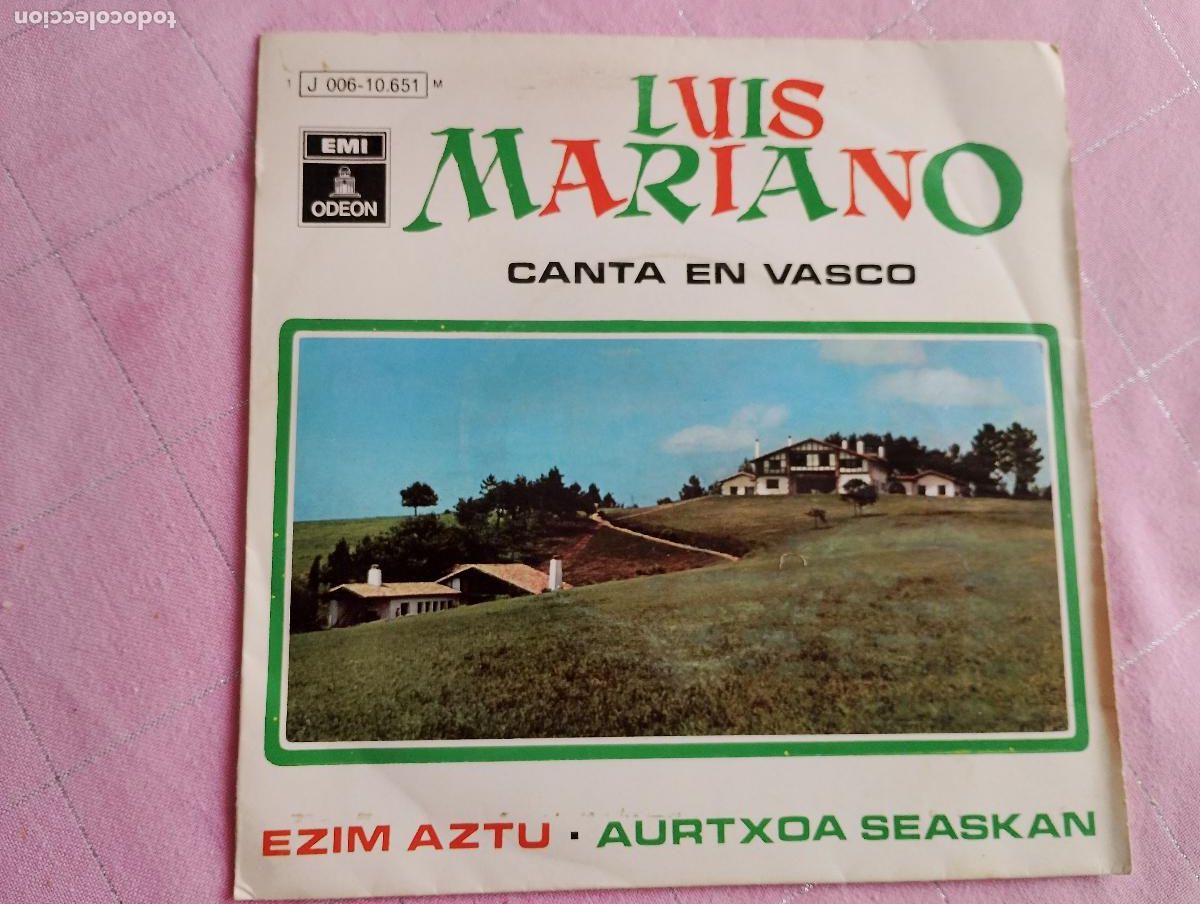 todocoleccion
1 J 006-10.651 M
EMI
ODEON
LUIS
MARIANO
CANTA EN VASCO
EZIM AZTU · AURTXOA SEASKAN